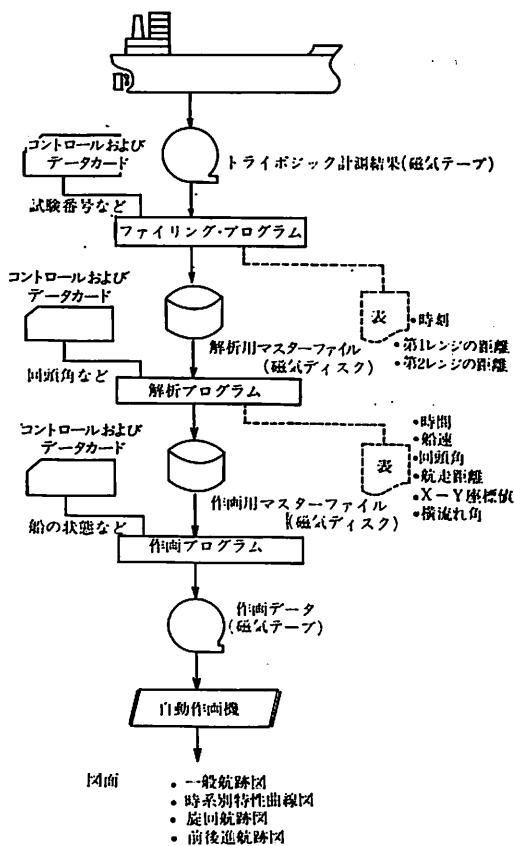 コントロールおよび
データカード
トライポジック計測結果(磁気テープ)
試験番号など
ファイリング・プログラム
コントロールおよび
データカード
表
・時刻
・第1レンジの距離
・第2レンジの距離
解析用マスターファイル
(磁気ディスク)
回頭角など
解析プログラム
コントロールおよび
データカード
表
・時間
・船速
・回頭角
・航走距離
・X－Y座標値
・横流れ角
作画用マスターファイル
(磁気ディスク)
船の状態など
作画プログラム
作画データ
(磁気テープ)
自動作画機
図面
・一般航跡図
・時系別特性曲線図
・旋回航跡図
・前後進航跡図